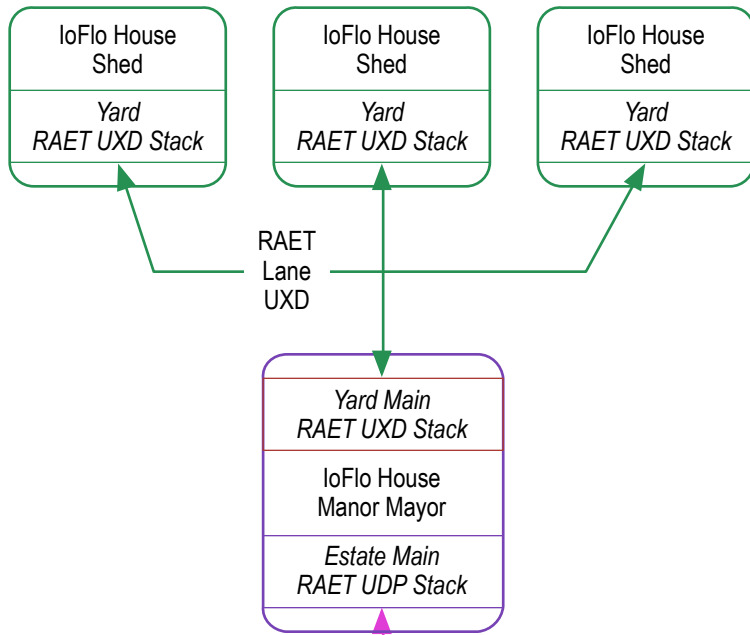 IoFlo House
Shed
Yard
RAET UXD Stack
IoFlo House
Shed
Yard
RAET UXD Stack
IoFlo House
Shed
Yard
RAET UXD Stack
RAET
Lane
UXD
Yard Main
RAET UXD Stack
IoFlo House
Manor Mayor
Estate Main
RAET UDP Stack